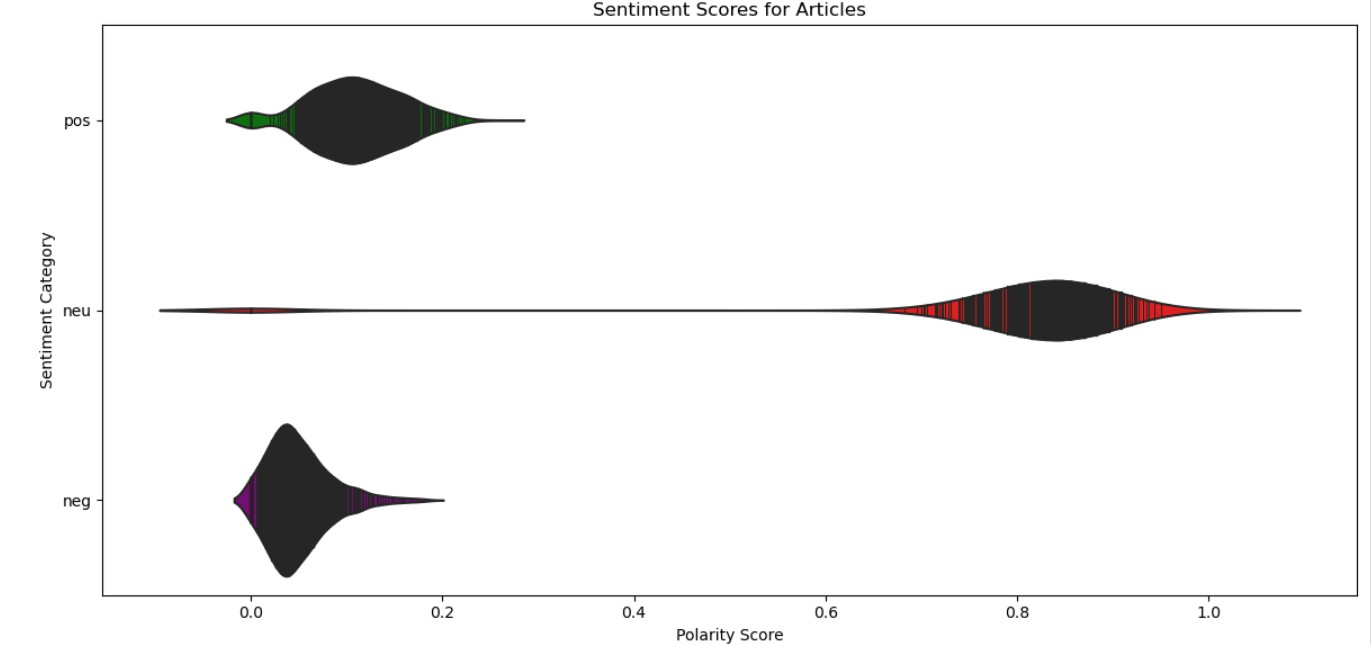 Sentiment Scores for Articles
pos
neu
neg
Sentiment Category
0.0 0.2 0.4 0.6 0.8 1.0
Polarity Score